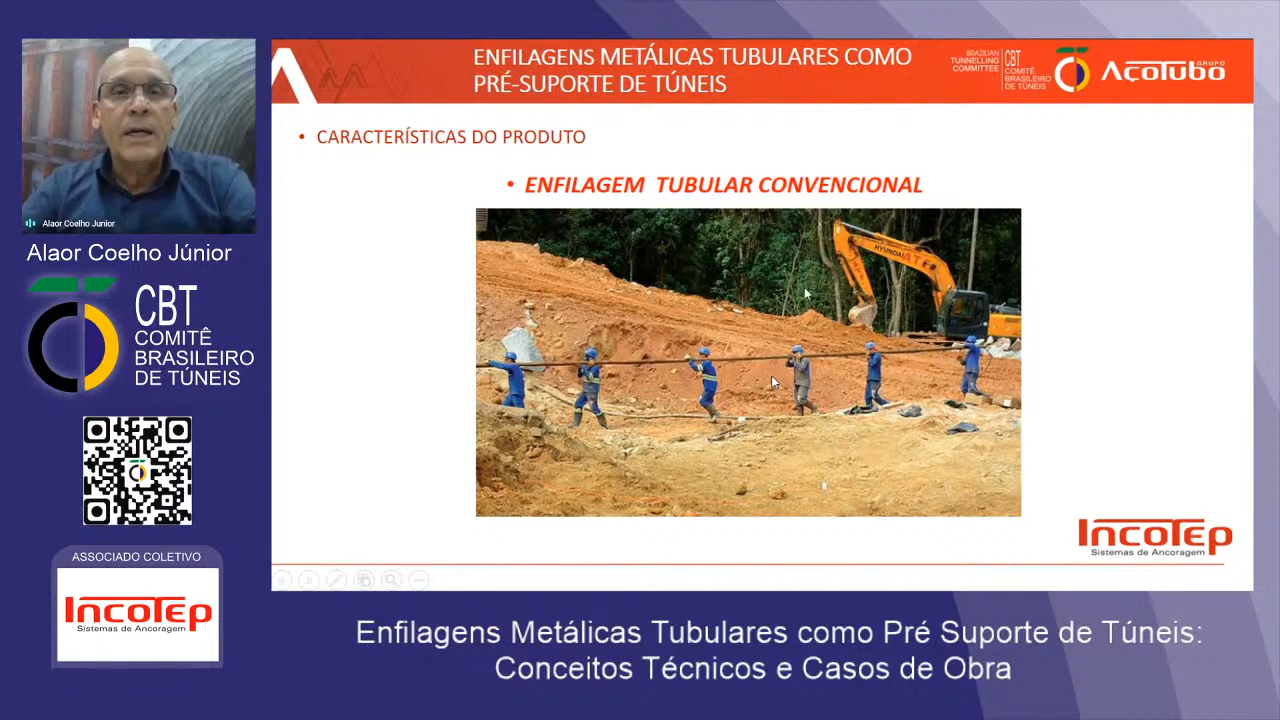 Alaor Coelho Junior
Alaor Coelho Júnior
CBT
COMITÊ
BRASILEIRO
DE TÚNEIS
ASSOCIADO COLETIVO
INCOTEP
Sistemas de Ancoragem
ENFILAGENS METÁLICAS TUBULARES COMO
PRÉ-SUPORTE DE TÚNEIS
BRAZILIAN
TUNNELLING
COMMITTEE
CBT
COMITÊ
BRASILEIRO
DE TÚNEIS
GRUPO
AÇOTUBO
• CARACTERÍSTICAS DO PRODUTO
• ENFILAGEM TUBULAR CONVENCIONAL
HYUNDAI
INCOTEP
Sistemas de Ancoragem
Enfilagens Metálicas Tubulares como Pré Suporte de Túneis:
Conceitos Técnicos e Casos de Obra